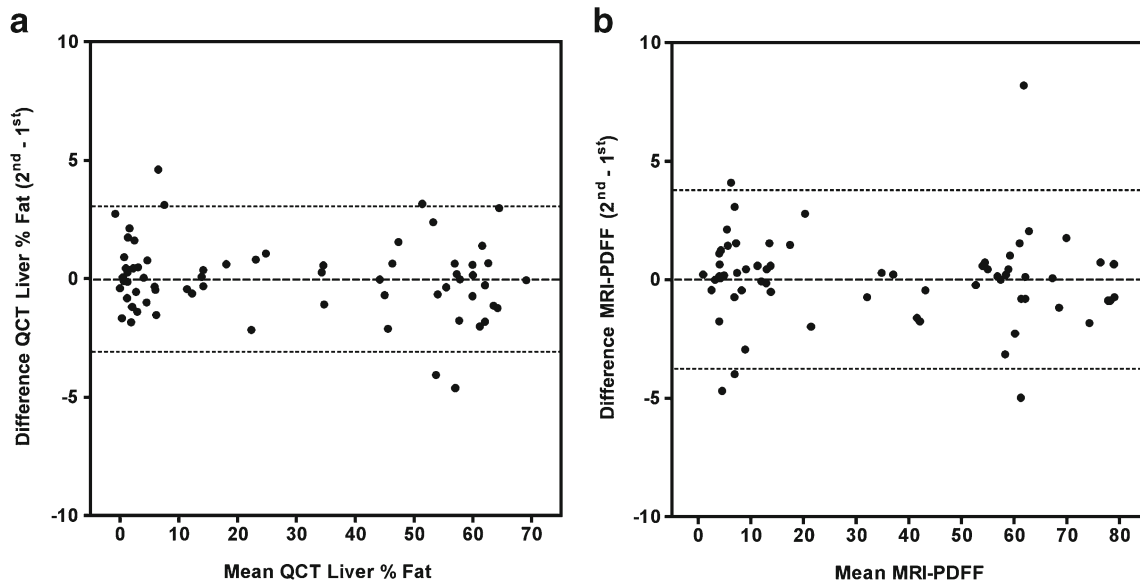 a
b
10
5
0
-5
-10
Difference QCT Liver % Fat (2nd - 1st)
0 10 20 30 40 50 60 70
Mean QCT Liver % Fat
10
5
0
-5
-10
Difference MRI-PDFF (2nd - 1st)
0 10 20 30 40 50 60 70 80
Mean MRI-PDFF